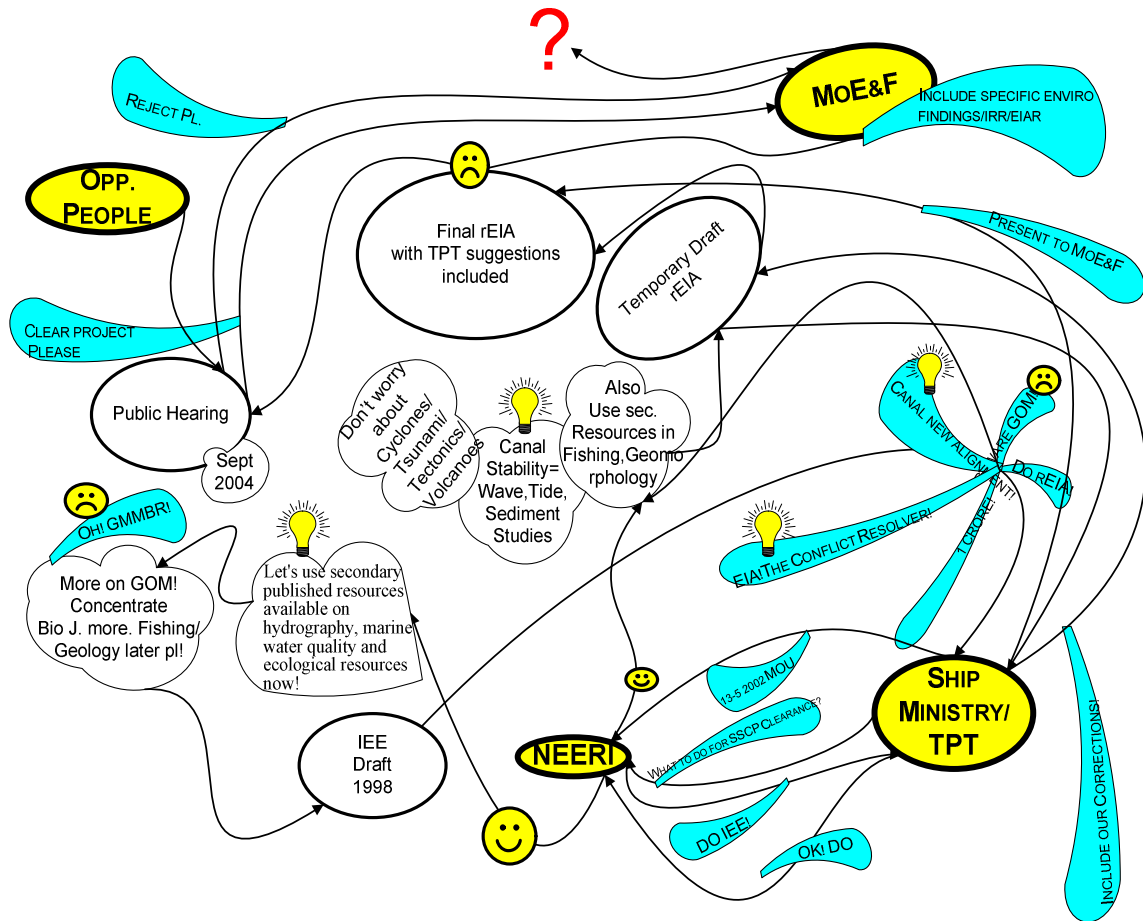 ?
MOE&F
REJECT PL.
INCLUDE SPECIFIC ENVIRO
FINDINGS/IRR/EIAR
OPP.
PEOPLE
Final rEIA
with TPT suggestions
included
Temporary Draft
rEIA
PRESENT TO MOE&F
CLEAR PROJECT
PLEASE
Public Hearing
Sept
2004
Don't worry
about
Cyclones/
Tsunami/
Tectonics/
Volcanoes
Canal
Stability=
Wave,Tide,
Sediment
Studies
Also
Use sec.
Resources in
Fishing,Geomo
rphology
CANAL NEW ALIGNMENT!
ARE GOM!
DO REIA!
1 CRORE!
EIA!THE CONFLICT RESOLVER!
OH! GMMBR!
More on GOM!
Concentrate
Bio J. more. Fishing/
Geology later pl!
Let's use secondary
published resources
available on
hydrography, marine
water quality and
ecological resources
now!
IEE
Draft
1998
NEERI
13-5 2002 MOU
WHAT TO DO FOR SSCP CLEARANCE?
SHIP
MINISTRY/
TPT
DO IEE!
OK! DO
INCLUDE OUR CORRECTIONS!